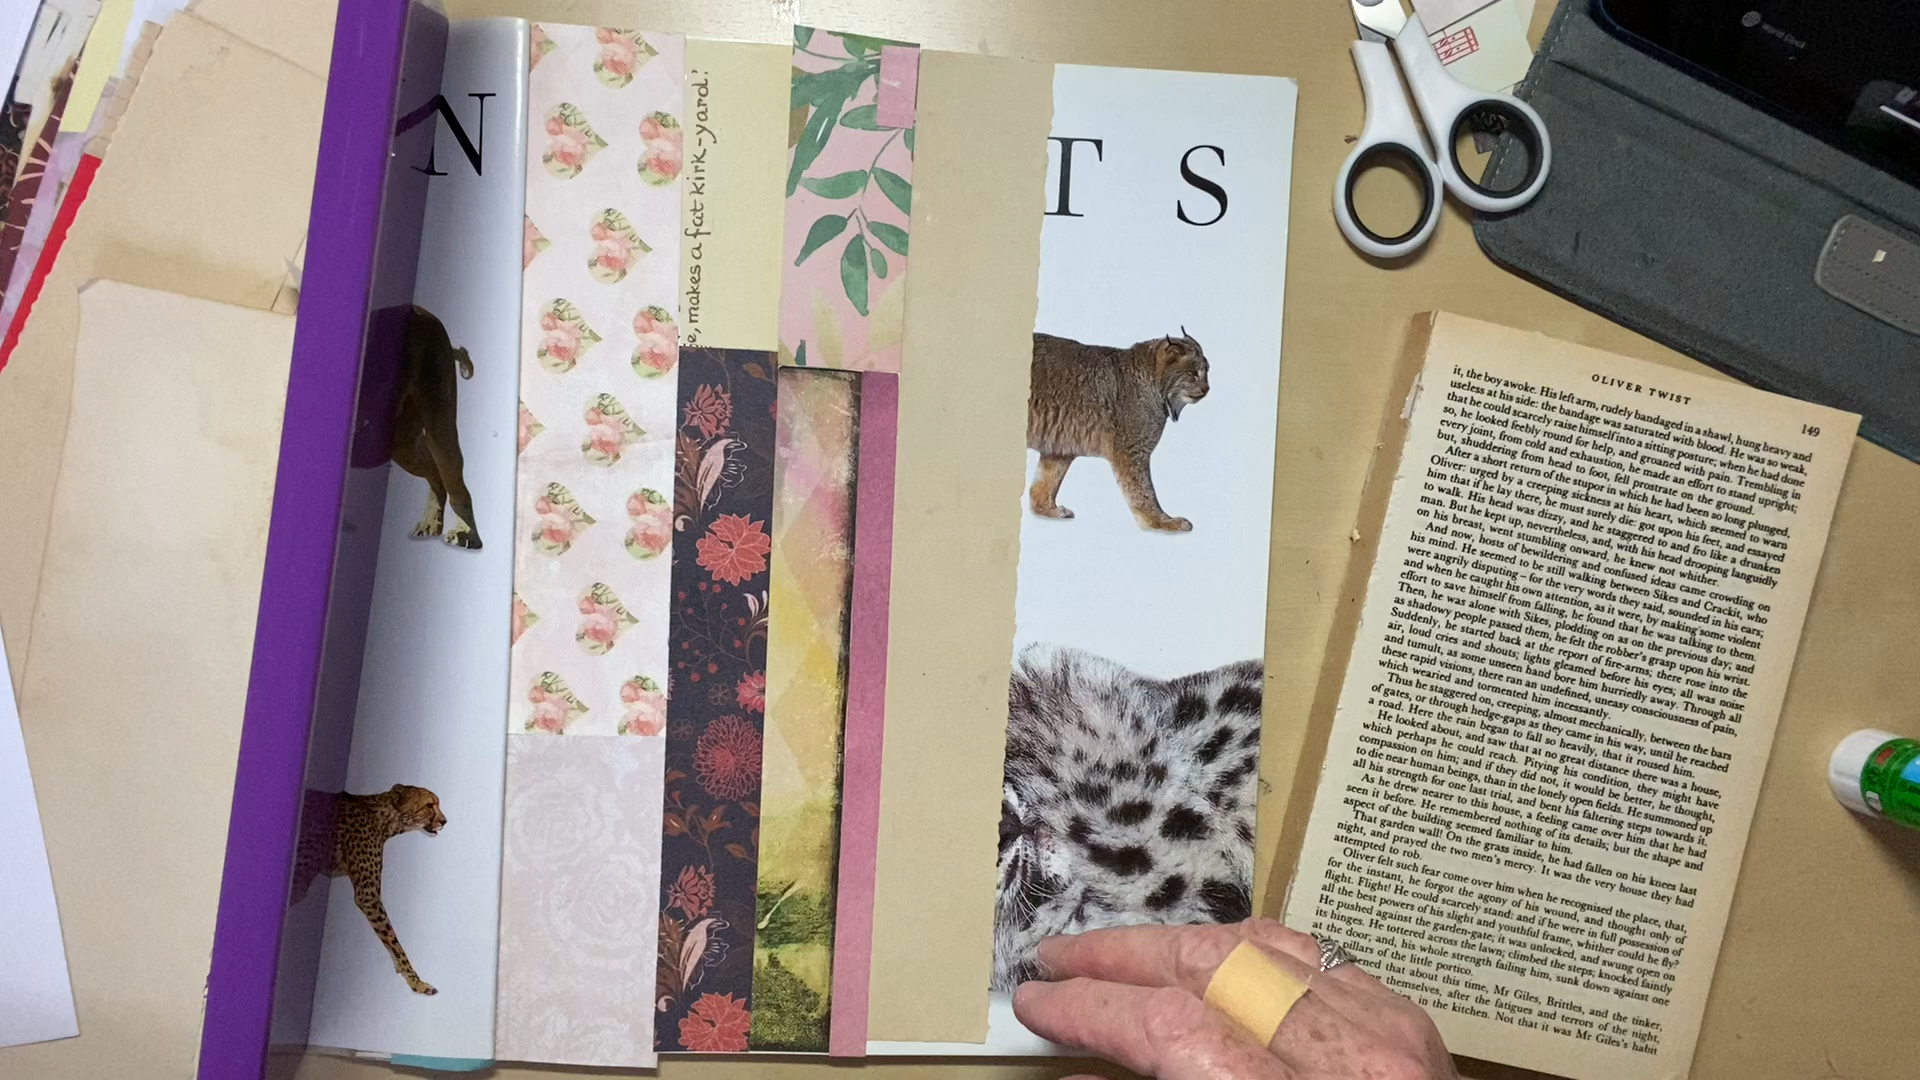 N
e, makes a fat kirk-yard!
T S
OLIVER TWIST
149
it, the boy awoke. His left arm, rudely bandaged in a shawl, hung heavy and
useless at his side: the bandage was saturated with blood. He was so weak,
that he could scarcely raise himself into a sitting posture; when he had done
so, he looked feebly round for help, and groaned with pain. Trembling in
every joint, from cold and exhaustion, he made an effort to stand upright;
but, shuddering from head to foot, fell prostrate on the ground.
After a short return of the stupor in which he had been so long plunged,
Oliver: urged by a creeping sickness at his heart, which seemed to warn
him that if he lay there, he must surely die: got upon his feet, and essayed
to walk. His head was dizzy, and he staggered to and fro like a drunken
man. But he kept up, nevertheless, and, with his head drooping languidly
on his breast, went stumbling onward, he knew not whither.
And now, hosts of bewildering and confused ideas came crowding on
his mind. He seemed to be still walking between Sikes and Crackit, who
were angrily disputing – for the very words they said, sounded in his ears;
and when he caught his own attention, as it were, by making some violent
effort to save himself from falling, he found that he was talking to them.
Then, he was alone with Sikes, plodding on as on the previous day; and
as shadowy people passed them, he felt the robber's grasp upon his wrist.
Suddenly, he started back at the report of fire-arms; there rose into the
air, loud cries and shouts; lights gleamed before his eyes; all was noise
and tumult, as some unseen hand bore him hurriedly away. Through all
these rapid visions, there ran an undefined, uneasy consciousness of pain,
which wearied and tormented him incessantly.
Thus he staggered on, creeping, almost mechanically, between the bars
of gates, or through hedge-gaps as they came in his way, until he reached
a road. Here the rain began to fall so heavily, that it roused him.
He looked about, and saw that at no great distance there was a house,
which perhaps he could reach. Pitying his condition, they might have
compassion on him; and if they did not, it would be better, he thought,
to die near human beings, than in the lonely open fields. He summoned up
all his strength for one last trial, and bent his faltering steps towards it.
As he drew nearer to this house, a feeling came over him that he had
seen it before. He remembered nothing of its details; but the shape and
aspect of the building seemed familiar to him.
That garden wall! On the grass inside, he had fallen on his knees last
night, and prayed the two men's mercy. It was the very house they had
attempted to rob.
Oliver felt such fear come over him when he recognised the place, that,
for the instant, he forgot the agony of his wound, and thought only of
flight. Flight! He could scarcely stand: and if he were in full possession of
all the best powers of his slight and youthful frame, whither could he fly?
He pushed against the garden-gate; it was unlocked, and swung open on
its hinges. He tottered across the lawn; climbed the steps; knocked faintly
at the door; and, his whole strength failing him, sunk down against one
pillars of the little portico.
ened that about this time, Mr Giles, Brittles, and the tinker,
themselves, after the fatigues and terrors of the night,
in the kitchen. Not that it was Mr Giles's habit